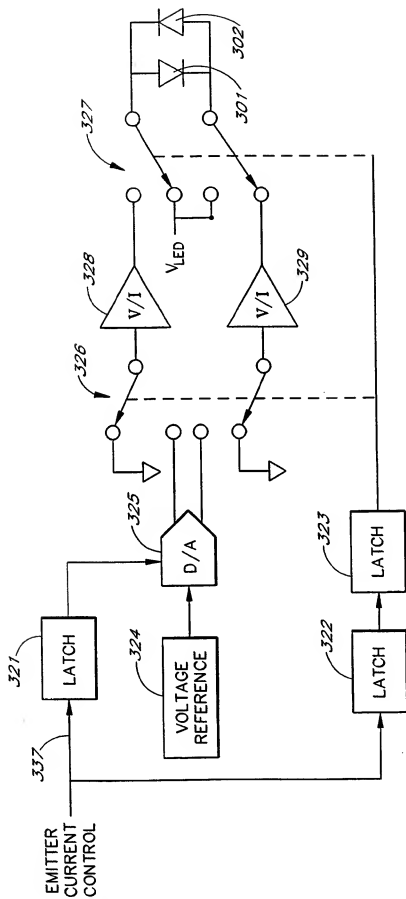 EMITTER
CURRENT
CONTROL
337
321
LATCH
324
VOLTAGE
REFERENCE
325
D/A
322
LATCH
323
LATCH
326
328
V/I
329
V/I
327
VLED
301
302